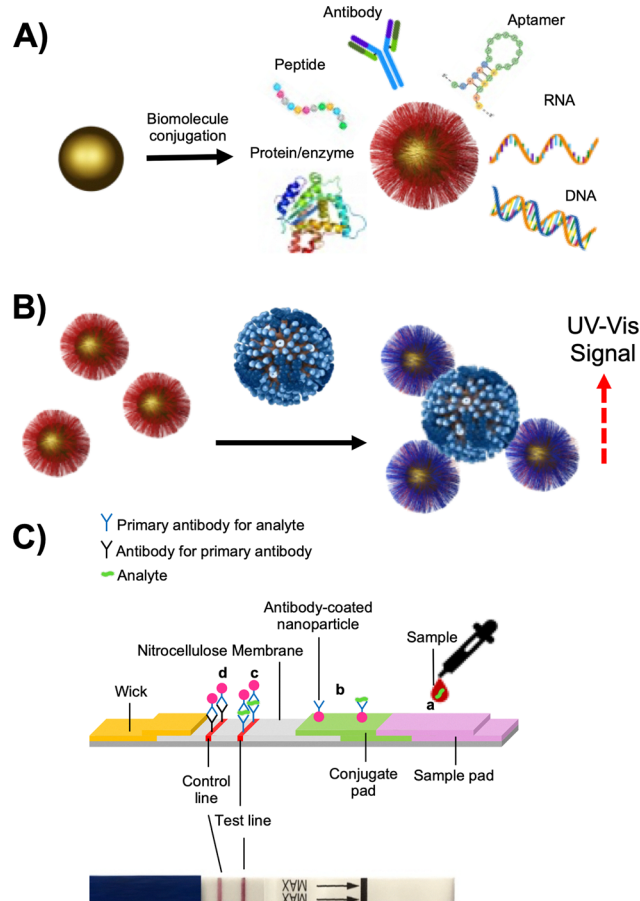 A)
Antibody
Aptamer
Peptide
Biomolecule
conjugation
RNA
Protein/enzyme
DNA
B)
UV-Vis
Signal
Primary antibody for analyte
C)
Antibody for primary antibody
Analyte
Antibody-coated
nanoparticle
Sample
Nitrocellulose Membrane
d
c
b
a
Wick
Control
line
Conjugate
pad
Sample pad
Test line
MAX
MAX